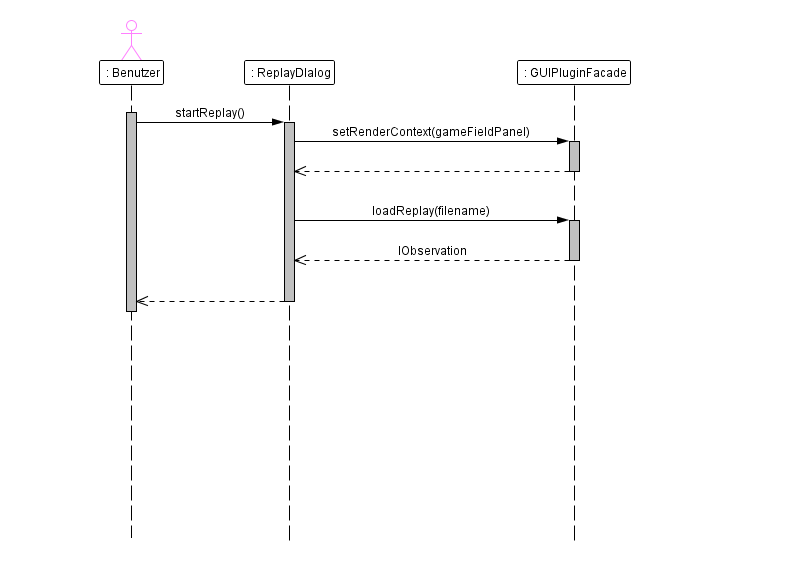 : Benutzer
: ReplayDIalog
: GUIPluginFacade
startReplay()
setRenderContext(gameFieldPanel)
loadReplay(filename)
IObservation